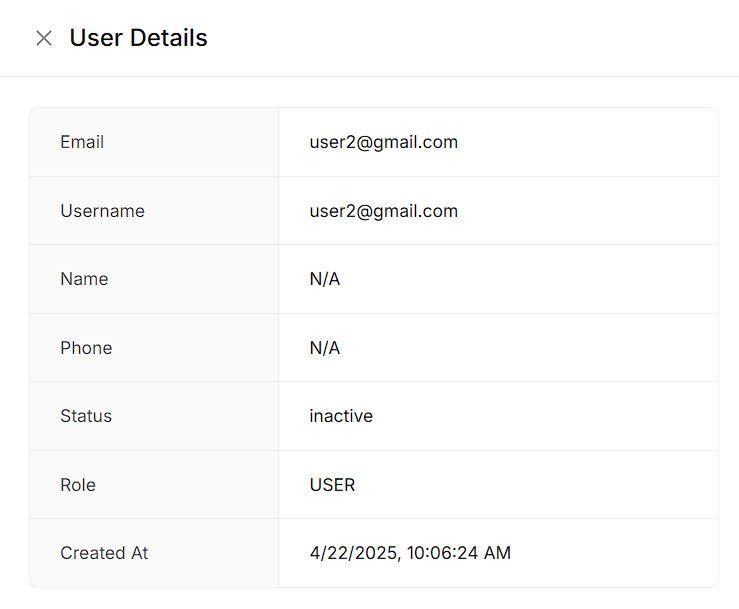 User Details
Email user2@gmail.com
Username user2@gmail.com
Name N/A
Phone N/A
Status inactive
Role USER
Created At 4/22/2025, 10:06:24 AM